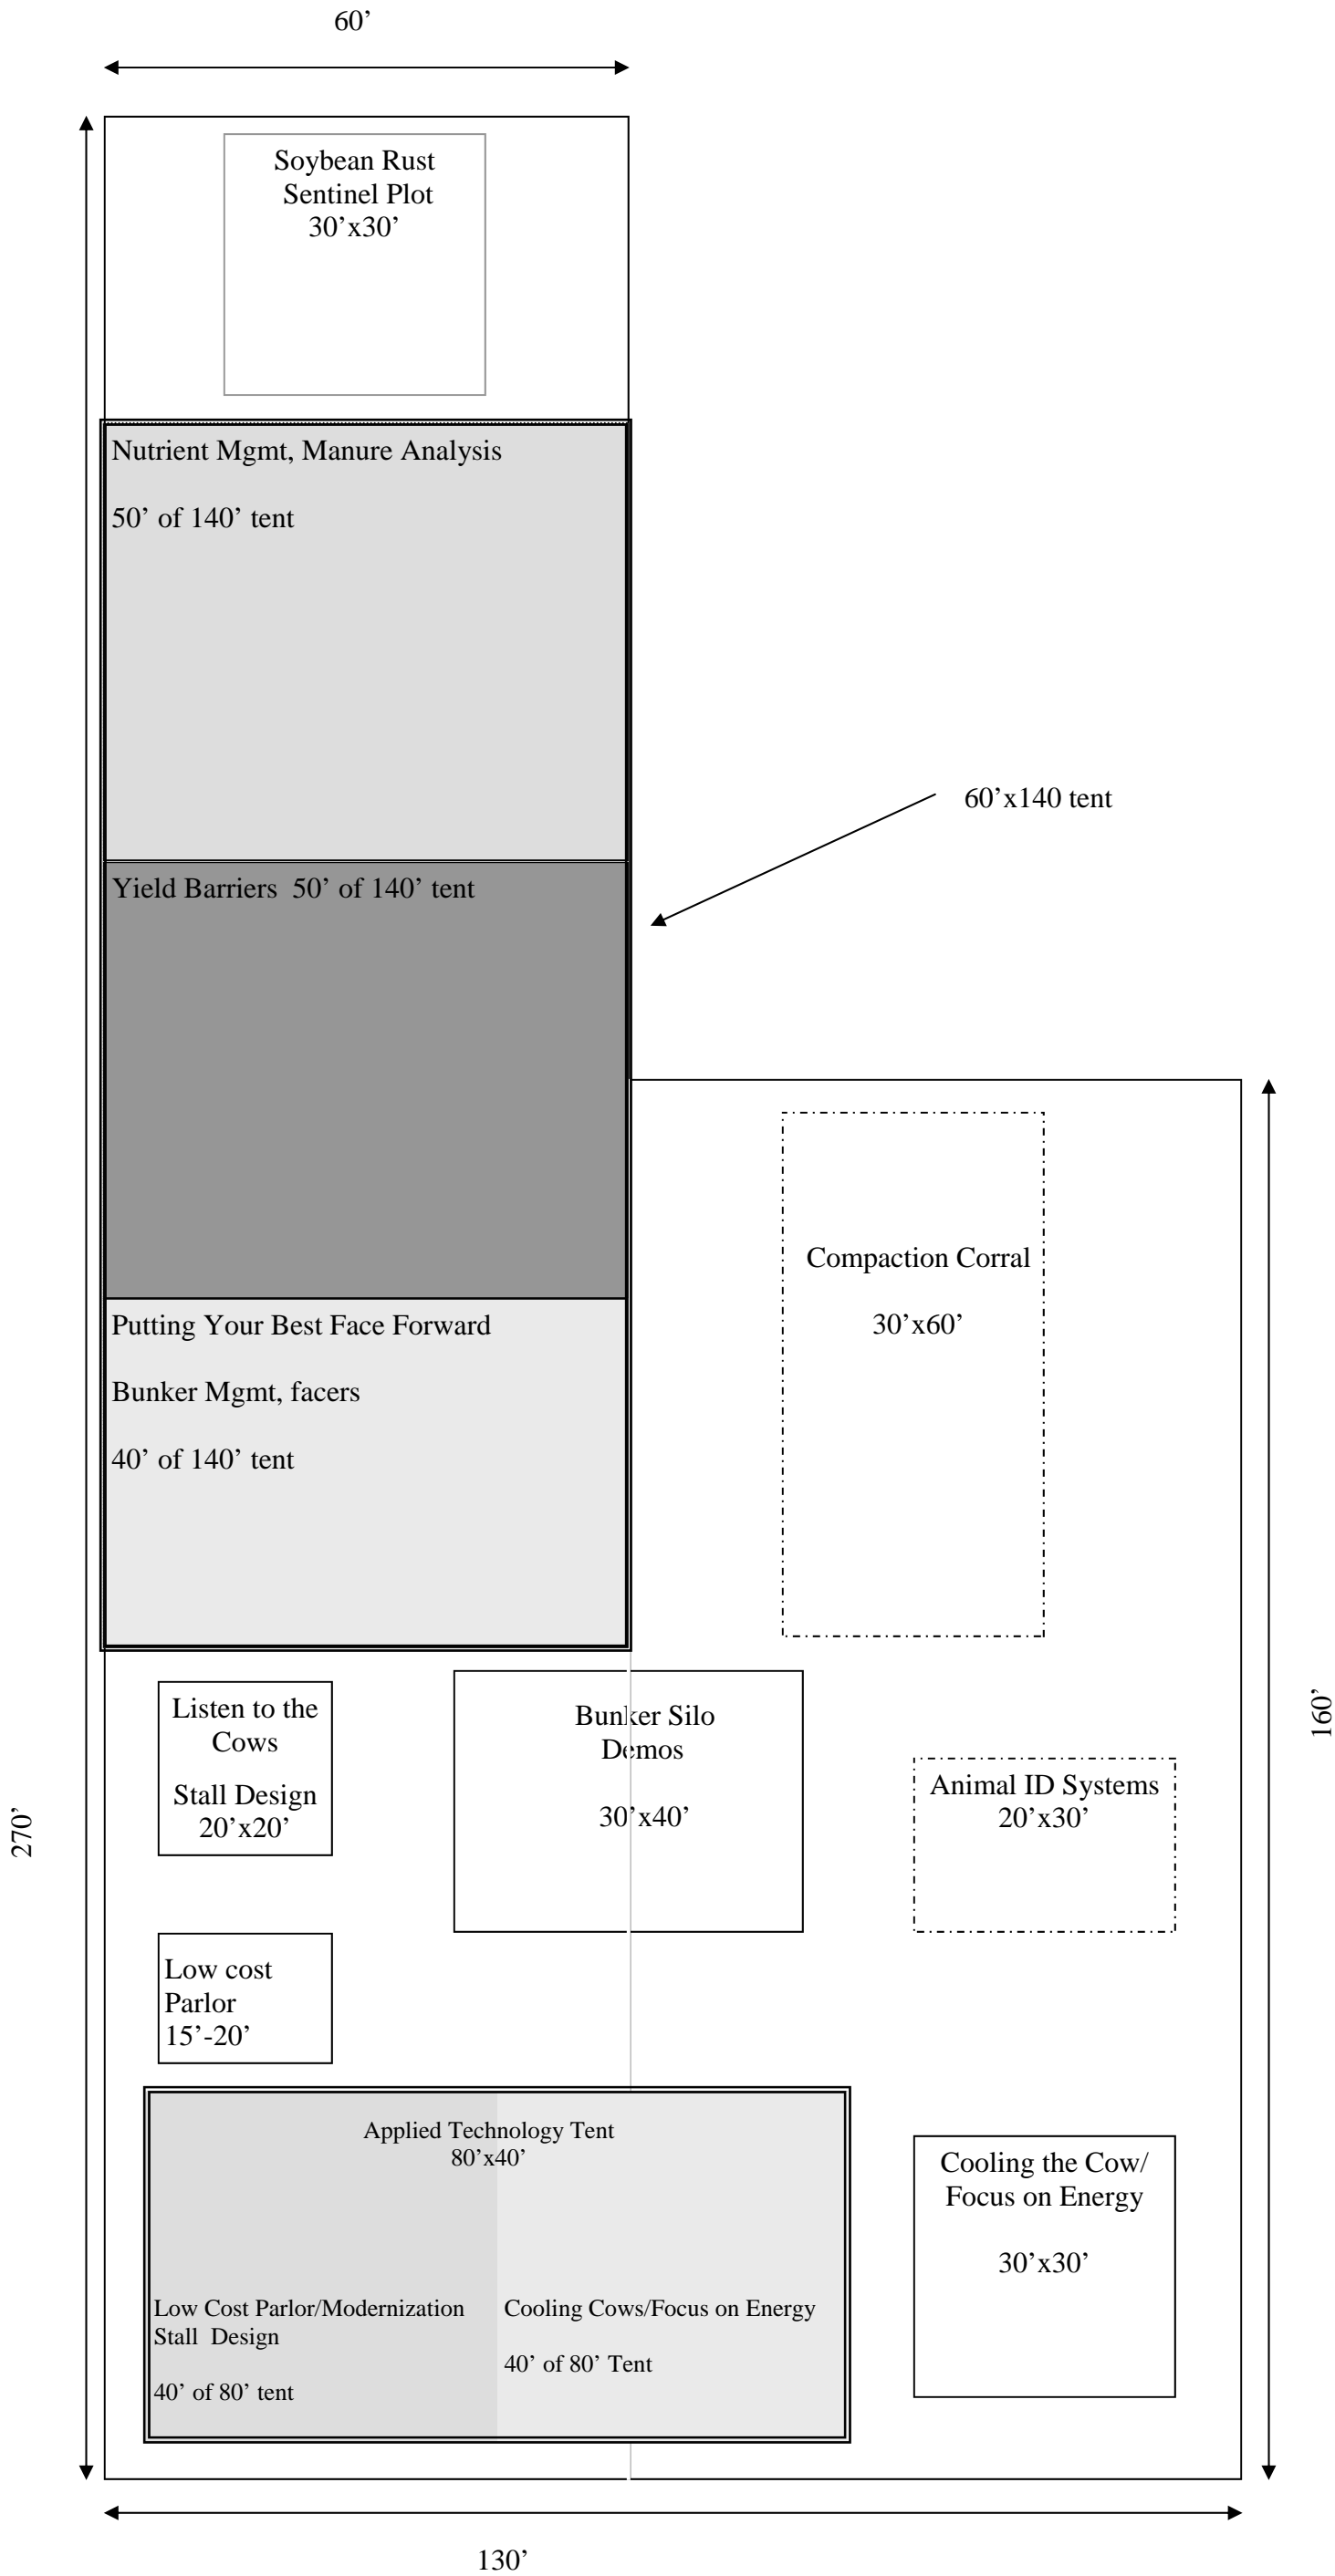 60’
Soybean Rust
Sentinel Plot
30’x30’
Nutrient Mgmt, Manure Analysis
50’ of 140’ tent
60’x140 tent
Yield Barriers  50’ of 140’ tent
Compaction Corral
30’x60’
Putting Your Best Face Forward
Bunker Mgmt, facers
40’ of 140’ tent
Listen to the
Cows
Stall Design
20’x20’
Bunker Silo
Demos
30’x40’
Animal ID Systems
20’x30’
160’
270’
Low cost
Parlor
15’-20’
Applied Technology Tent
80’x40’
Low Cost Parlor/Modernization
Stall  Design
40’ of 80’ tent
Cooling Cows/Focus on Energy
40’ of 80’ Tent
Cooling the Cow/
Focus on Energy
30’x30’
130’